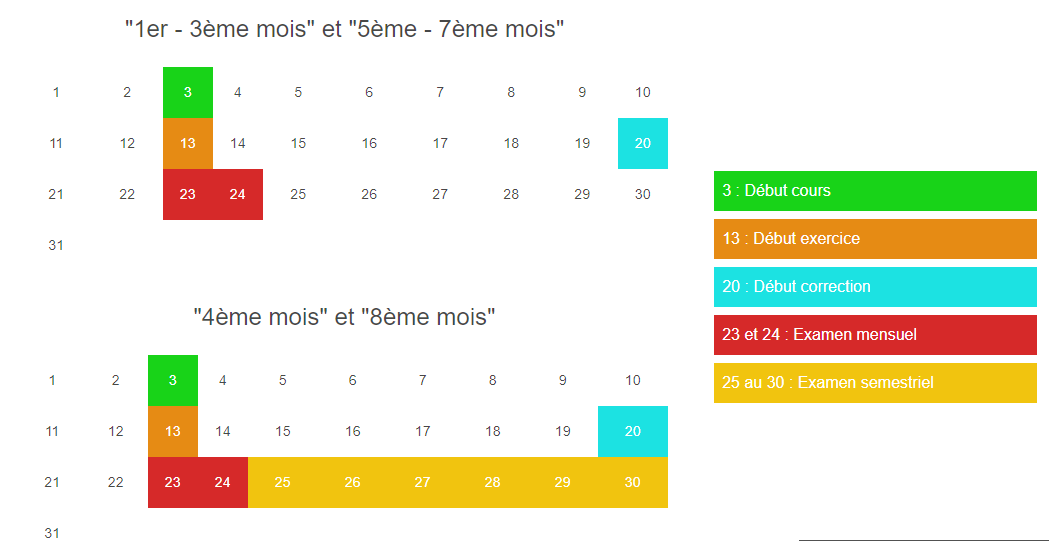 "1er - 3ème mois" et "5ème - 7ème mois"
1 2 3 4 5 6 7 8 9 10
11 12 13 14 15 16 17 18 19 20
21 22 23 24 25 26 27 28 29 30
31
"4ème mois" et "8ème mois"
1 2 3 4 5 6 7 8 9 10
11 12 13 14 15 16 17 18 19 20
21 22 23 24 25 26 27 28 29 30
31
3 : Début cours
13 : Début exercice
20 : Début correction
23 et 24 : Examen mensuel
25 au 30 : Examen semestriel